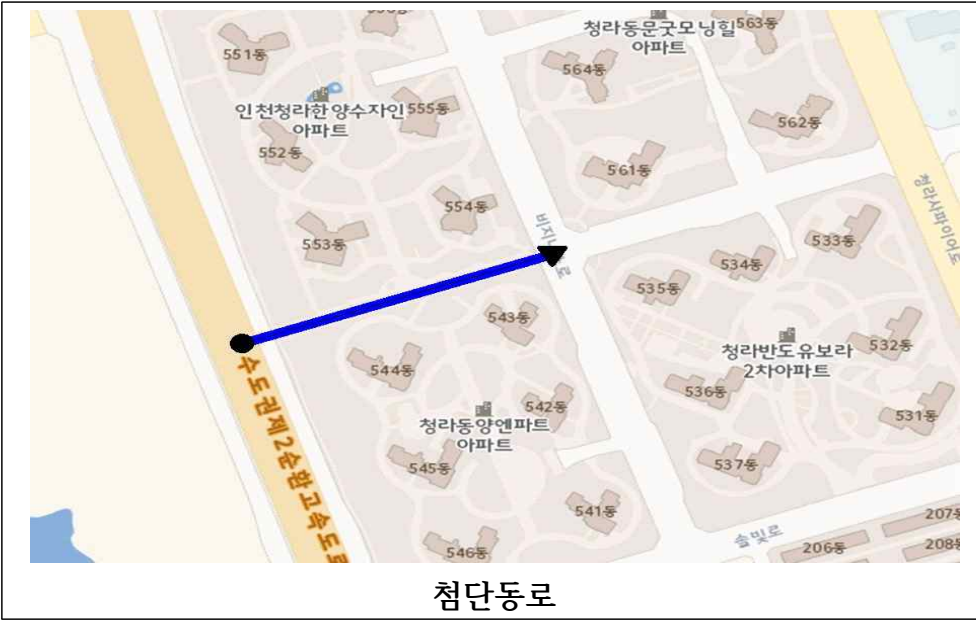 551동
청라동문굿모닝힐
아파트
563동
564동
인천청라한양수자인
아파트
555동
562동
552동
561동
554동
청라사파이어로
553동
533동
534동
535동
543동
532동
청라반도유보라
2차아파트
544동
536동
542동
531동
청라동양엔파트
아파트
수도권제2순환고속도로
545동
537동
541동
솔빛로
207동
206동
208동
546동
첨단동로